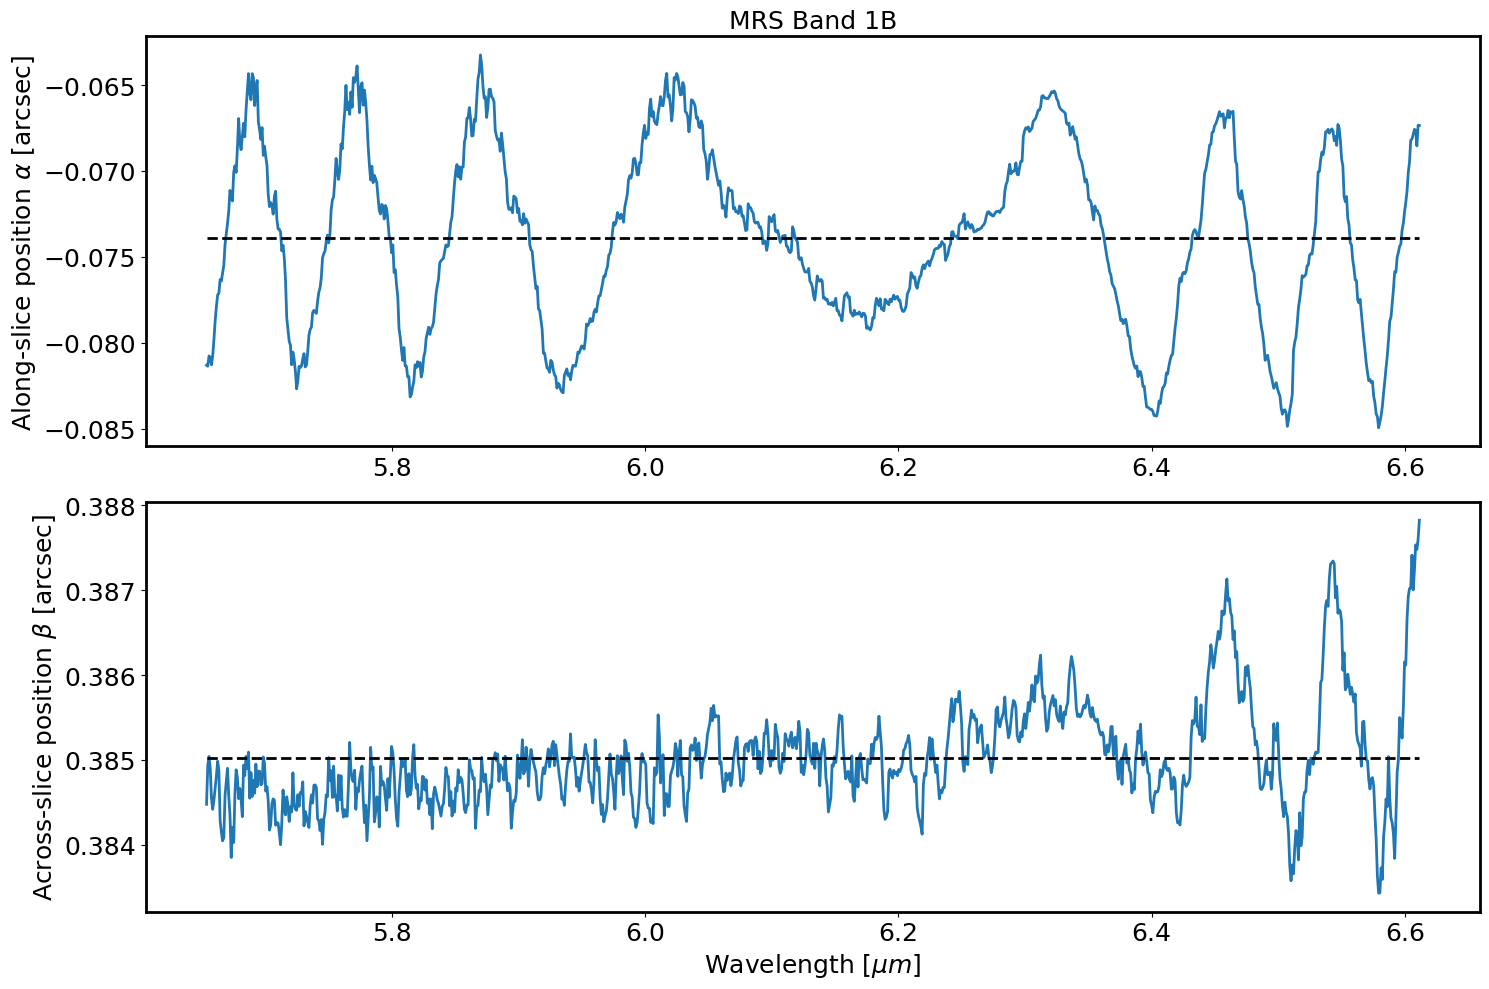 MRS Band 1B
Along-slice position α [arcsec]
−0.065
−0.070
−0.075
−0.080
−0.085
5.8 6.0 6.2 6.4 6.6
Across-slice position β [arcsec]
0.388
0.387
0.386
0.385
0.384
5.8 6.0 6.2 6.4 6.6
Wavelength [μm]